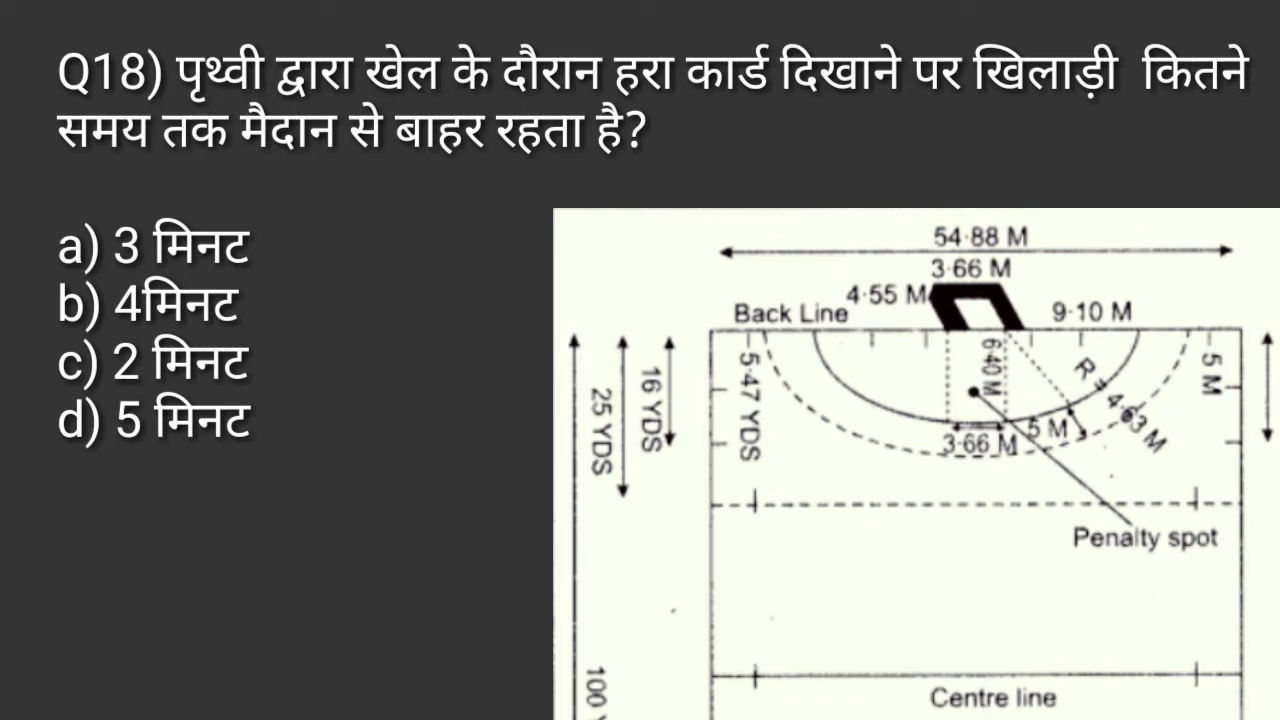 Q18) पृथ्वी द्वारा खेल के दौरान हरा कार्ड दिखाने पर खिलाड़ी कितने
समय तक मैदान से बाहर रहता है?
a) 3 मिनट
b) 4मिनट
c) 2 मिनट
d) 5 मिनट
54·88 M
3·66 M
4·55 M
Back Line
9·10 M
5·47 YDS
6·40 M
R = 4·63 M
5 M
16 YDS
25 YDS
3·66 M
5 M
Penalty spot
100 Y
Centre line